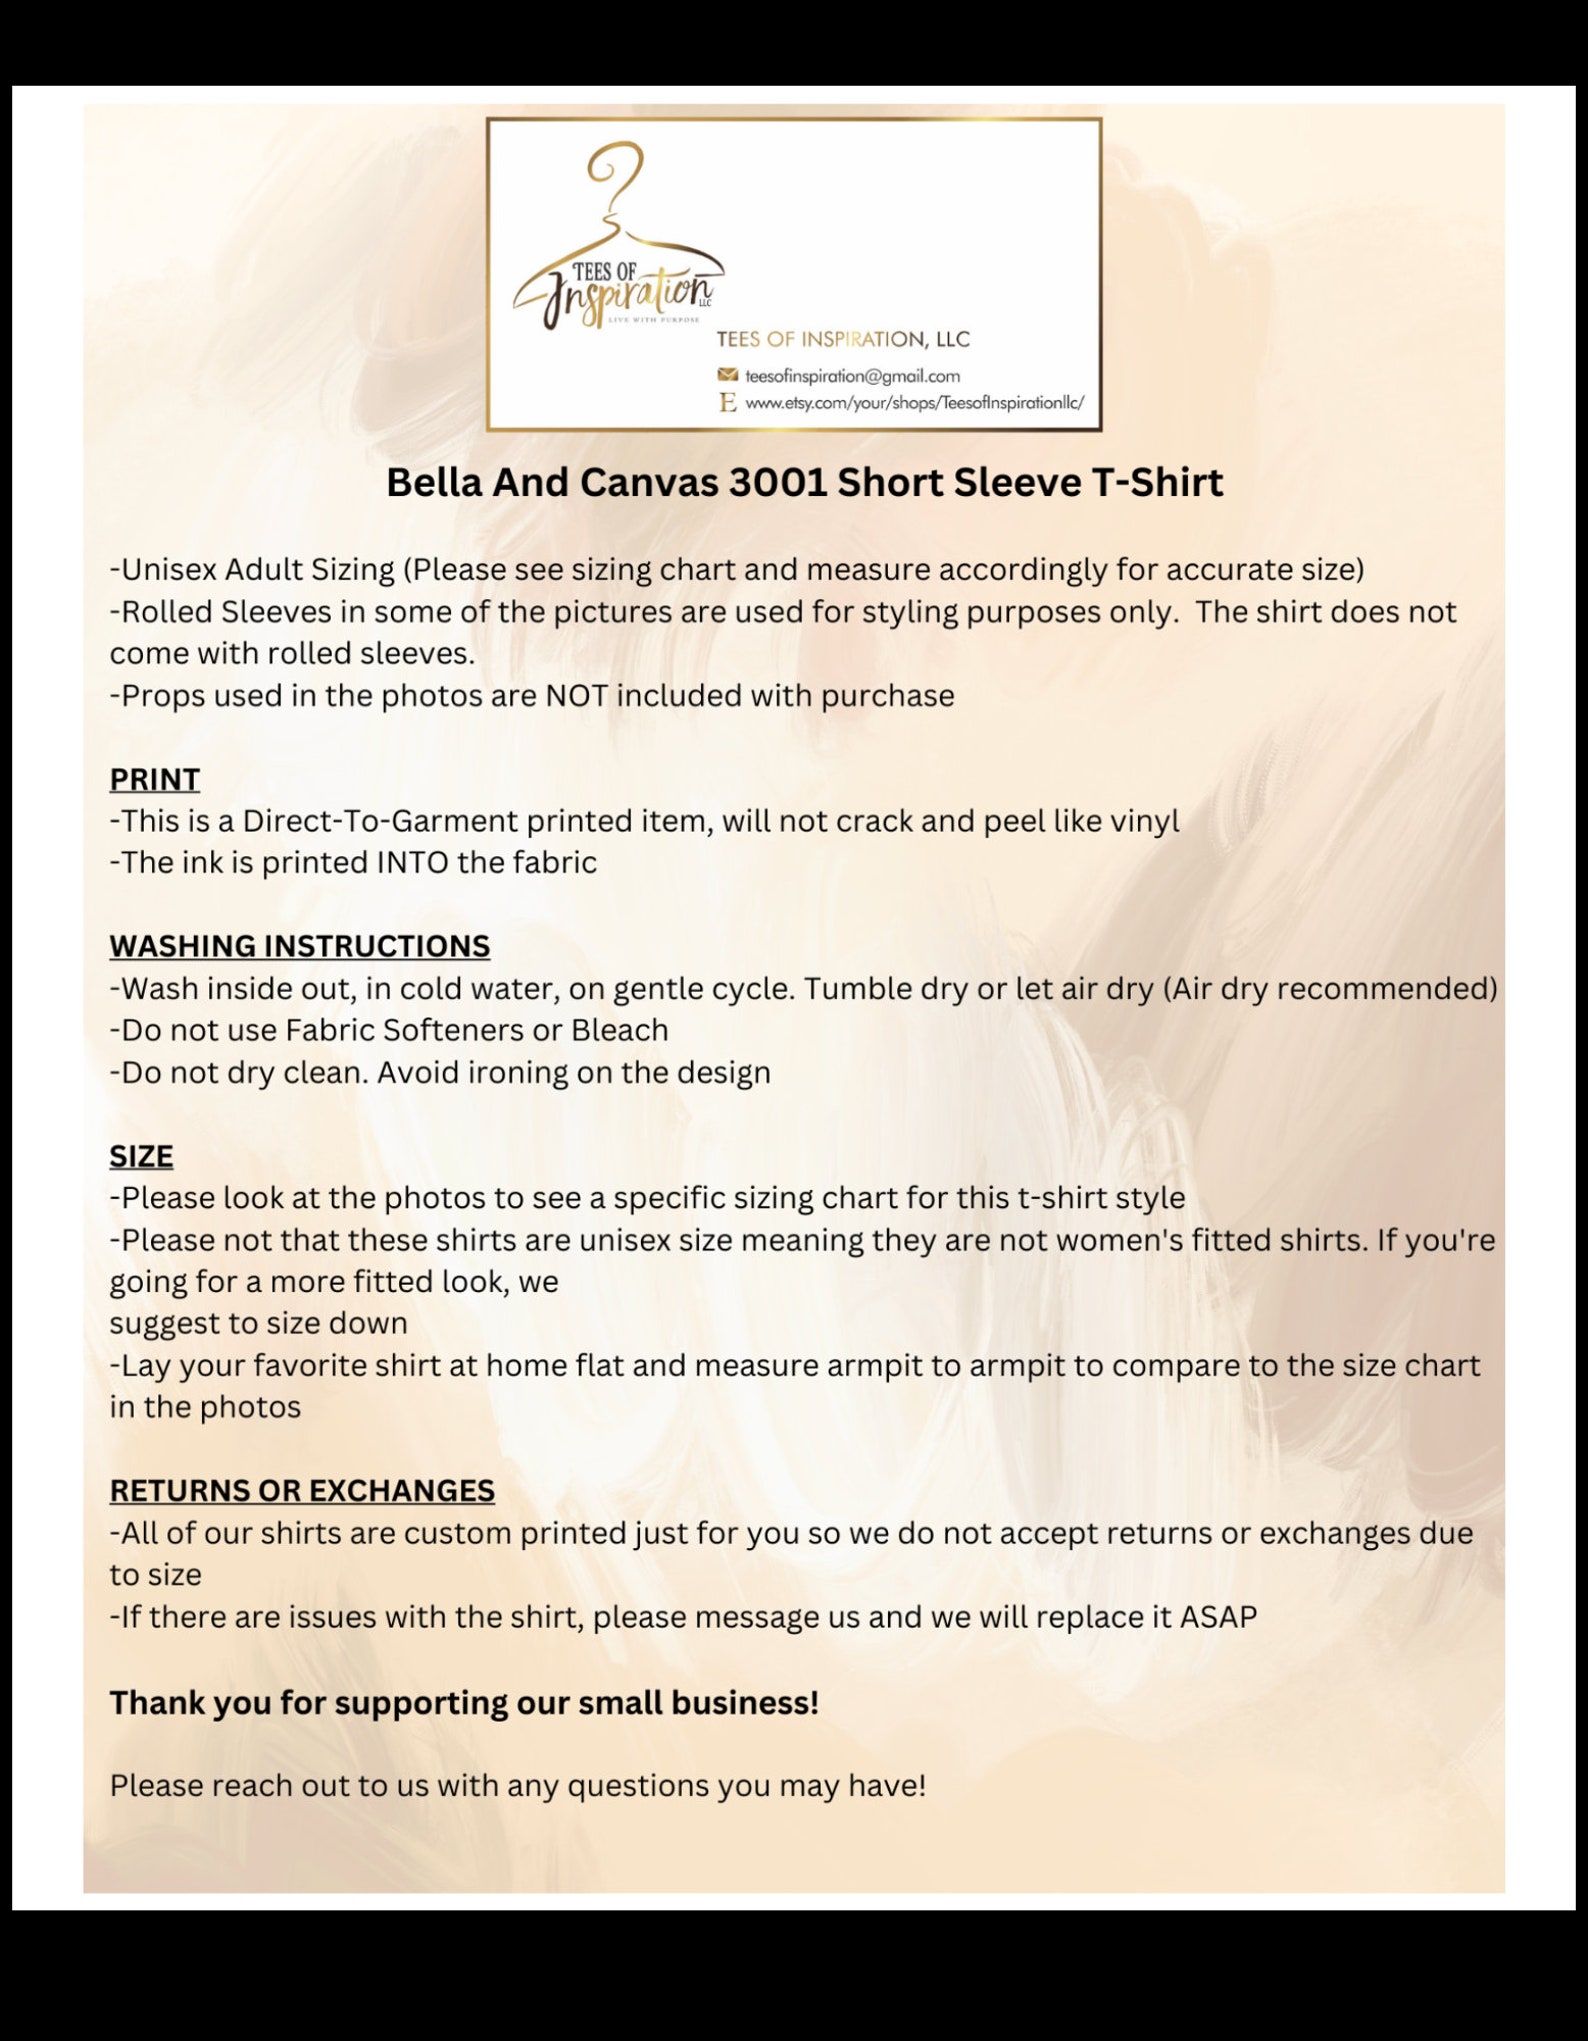 TEES OF
Inspiration
LLC
LIVE WITH PURPOSE
TEES OF INSPIRATION, LLC
teesofinspiration@gmail.com
E www.etsy.com/your/shops/TeesofInspirationllc/
Bella And Canvas 3001 Short Sleeve T-Shirt
-Unisex Adult Sizing (Please see sizing chart and measure accordingly for accurate size)
-Rolled Sleeves in some of the pictures are used for styling purposes only.  The shirt does not
come with rolled sleeves.
-Props used in the photos are NOT included with purchase
PRINT
-This is a Direct-To-Garment printed item, will not crack and peel like vinyl
-The ink is printed INTO the fabric
WASHING INSTRUCTIONS
-Wash inside out, in cold water, on gentle cycle. Tumble dry or let air dry (Air dry recommended)
-Do not use Fabric Softeners or Bleach
-Do not dry clean. Avoid ironing on the design
SIZE
-Please look at the photos to see a specific sizing chart for this t-shirt style
-Please not that these shirts are unisex size meaning they are not women's fitted shirts. If you're
going for a more fitted look, we
suggest to size down
-Lay your favorite shirt at home flat and measure armpit to armpit to compare to the size chart
in the photos
RETURNS OR EXCHANGES
-All of our shirts are custom printed just for you so we do not accept returns or exchanges due
to size
-If there are issues with the shirt, please message us and we will replace it ASAP
Thank you for supporting our small business!
Please reach out to us with any questions you may have!